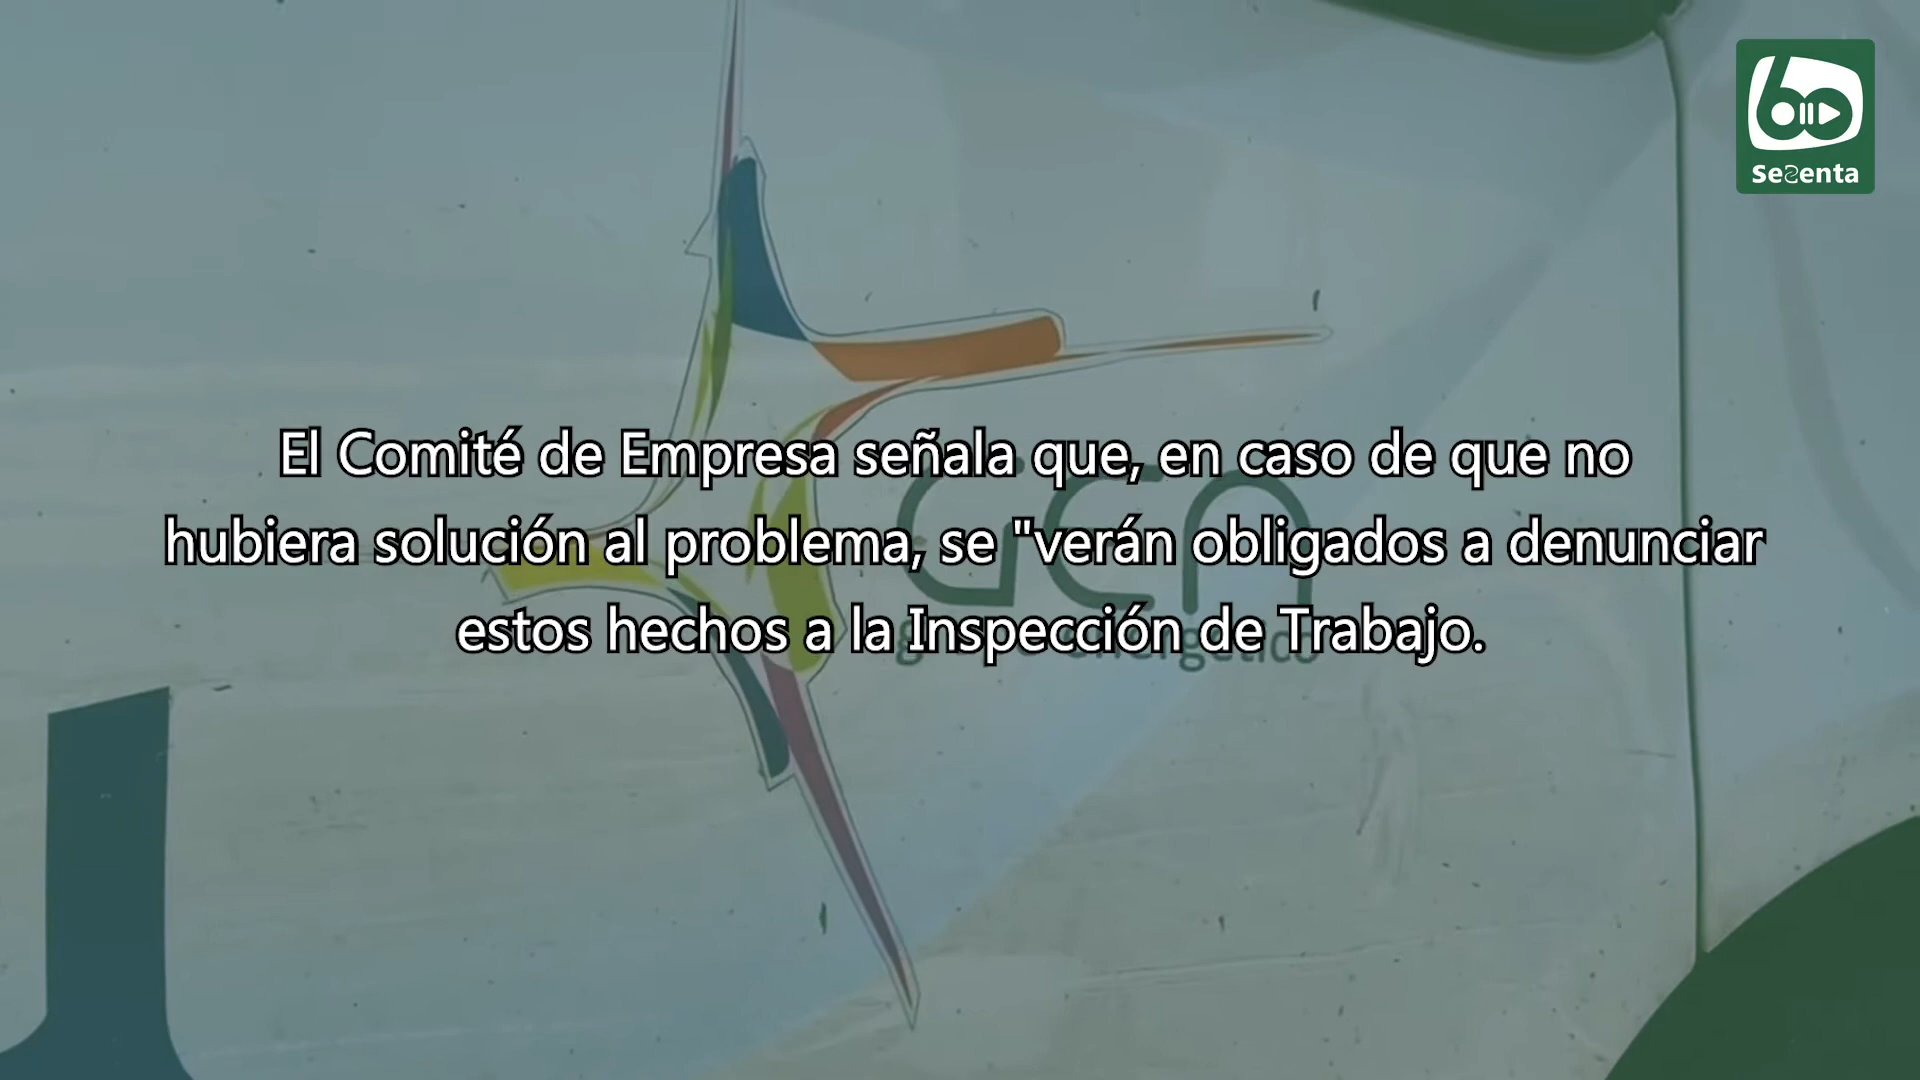 SeSenta
El Comité de Empresa señala que, en caso de que no
hubiera solución al problema, se "verán obligados a denunciar
estos hechos a la Inspección de Trabajo.